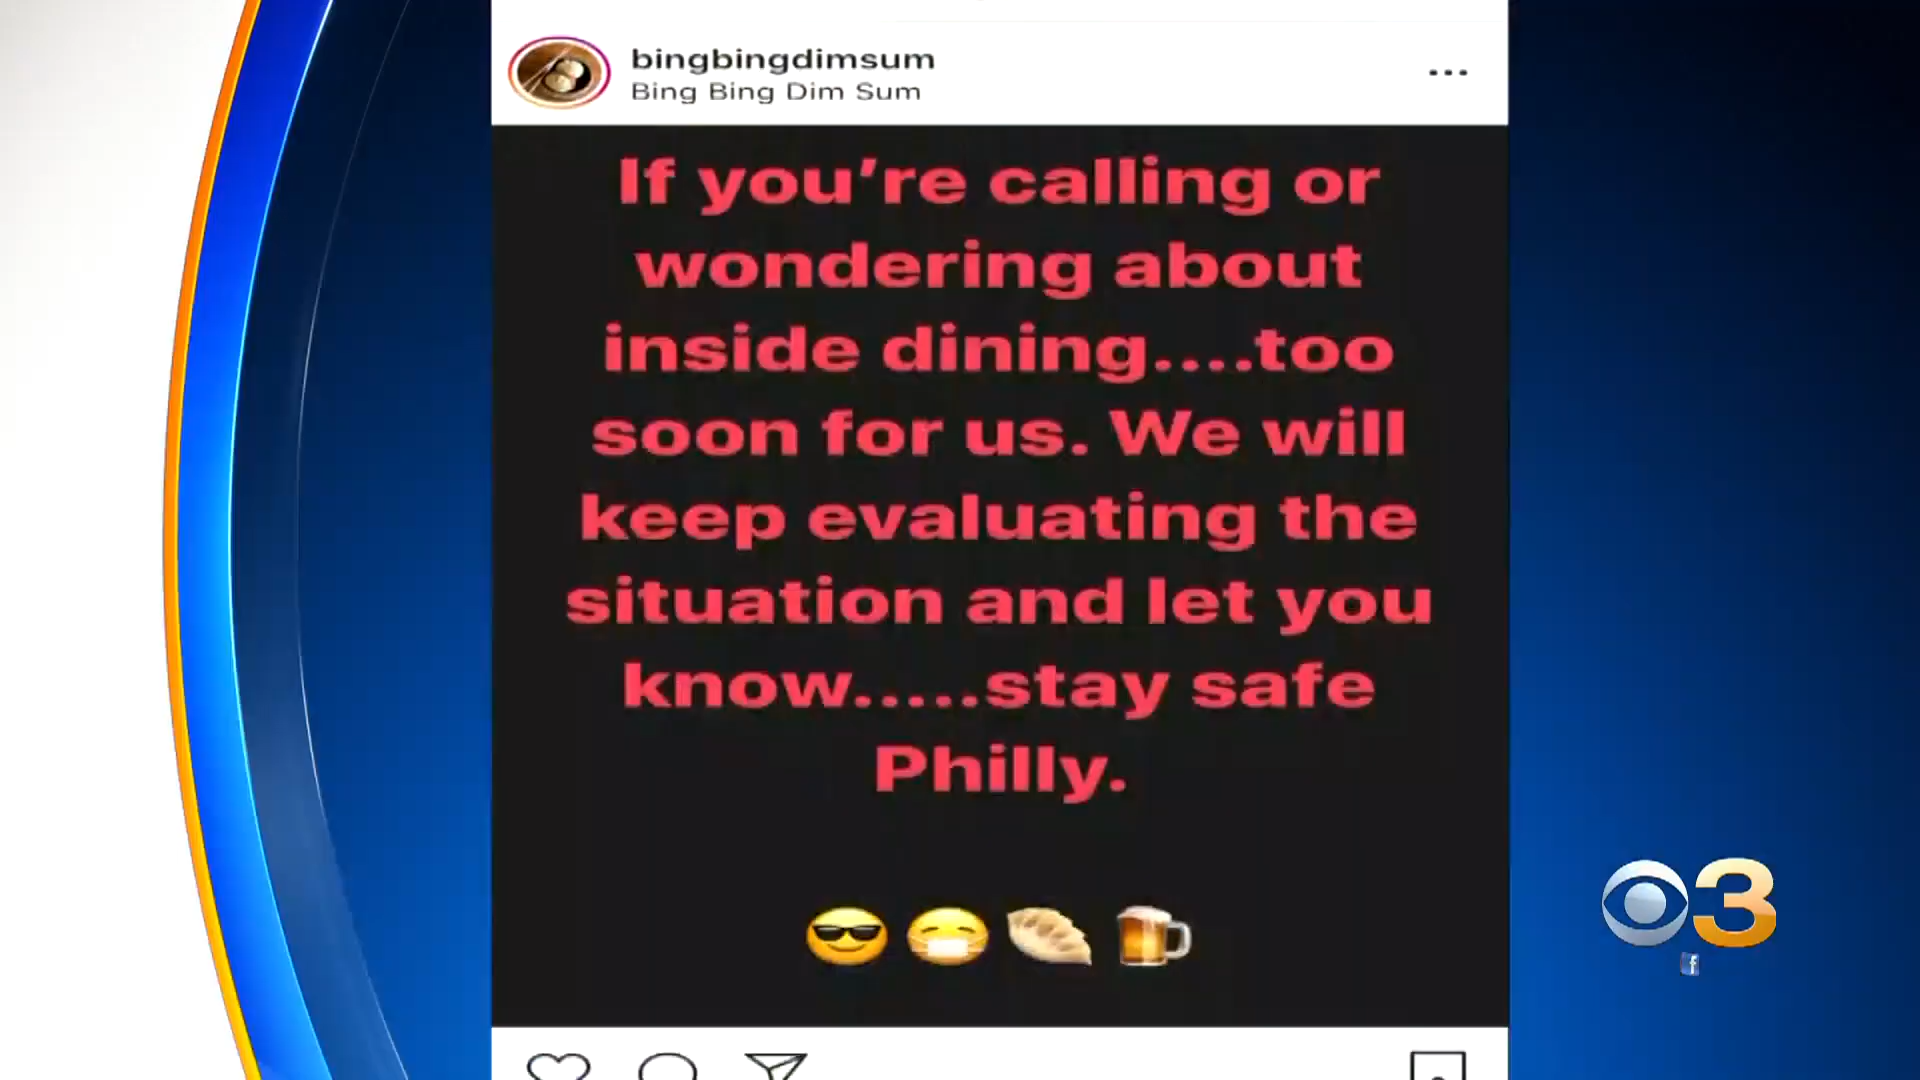 bingbingdimsum
Bing Bing Dim Sum
If you're calling or
wondering about
inside dining....too
soon for us. We will
keep evaluating the
situation and let you
know.....stay safe
Philly.
3
f